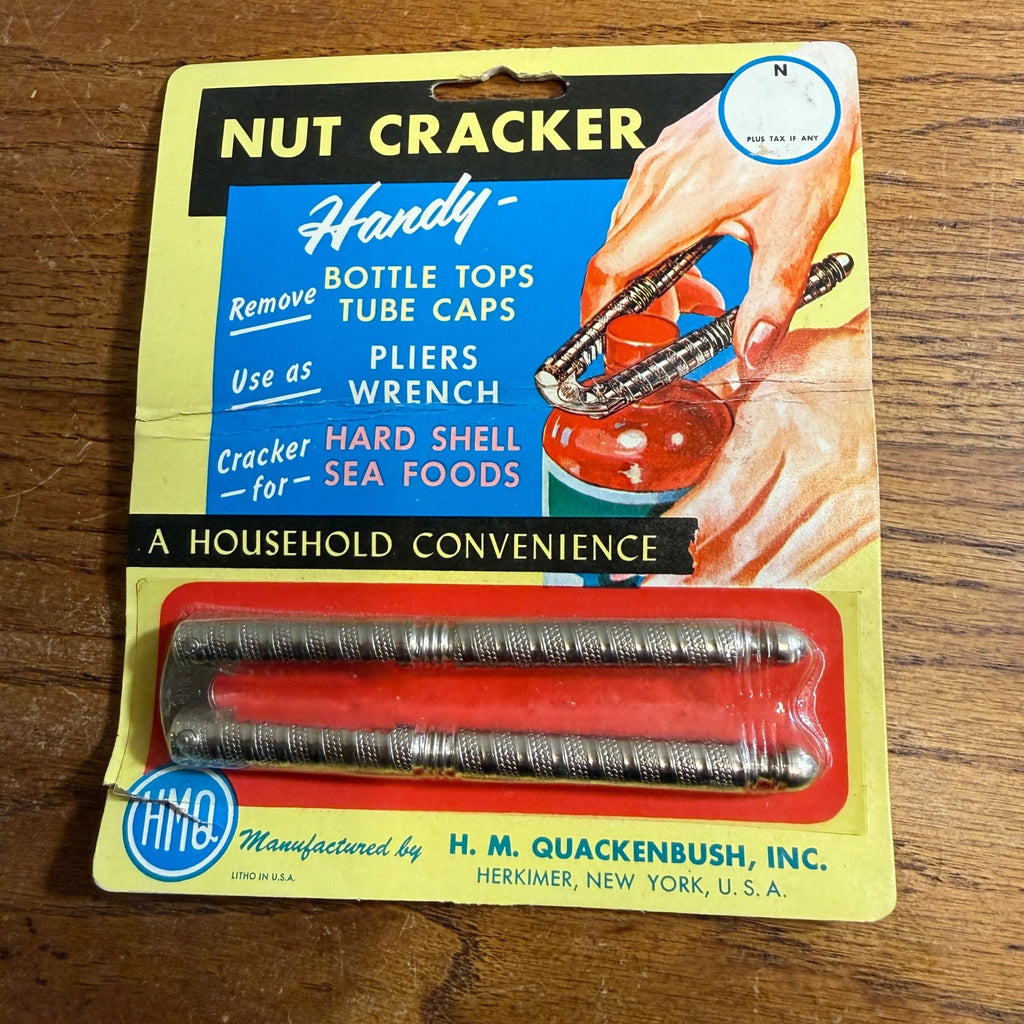 N
PLUS TAX IF ANY
NUT CRACKER
Handy-
Remove BOTTLE TOPS
TUBE CAPS
Use as PLIERS
WRENCH
Cracker HARD SHELL
-for- SEA FOODS
A HOUSEHOLD CONVENIENCE
HMQ
Manufactured by H. M. QUACKENBUSH, INC.
HERKIMER, NEW YORK, U. S. A.
LITHO IN U.S.A.